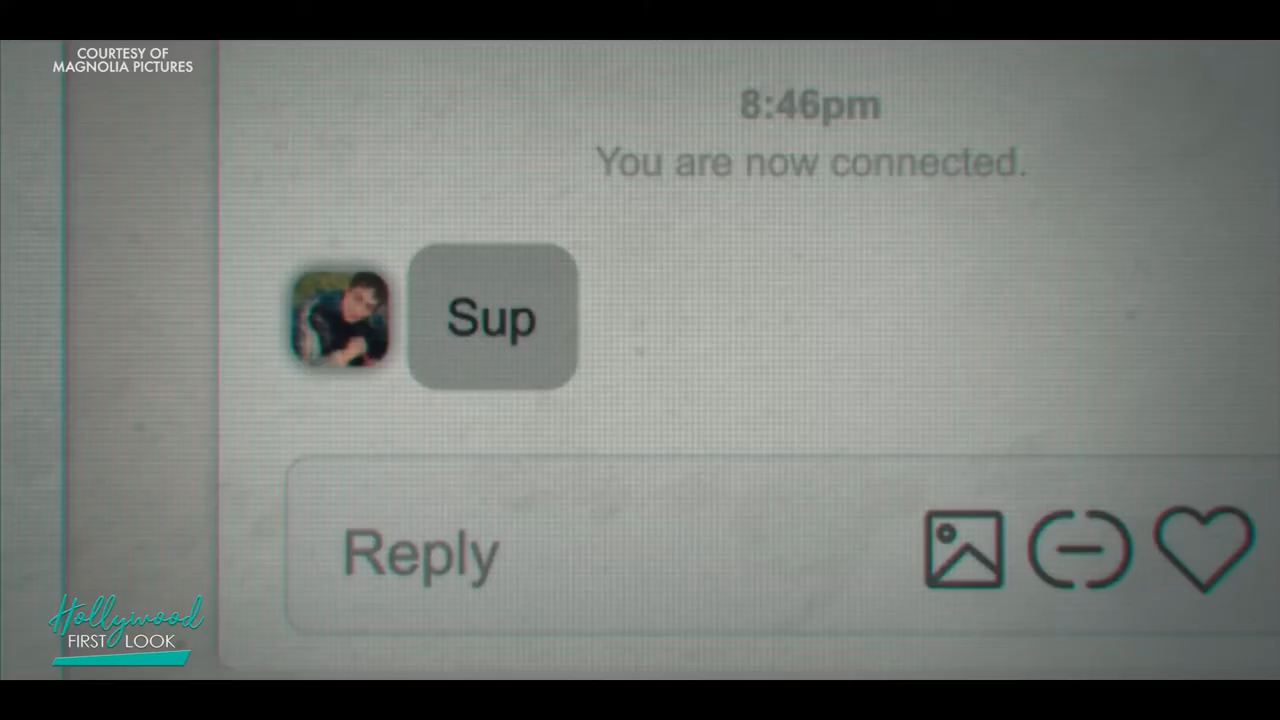 COURTESY OF
MAGNOLIA PICTURES
8:46pm
You are now connected.
Sup
Reply
Hollywood
FIRST LOOK